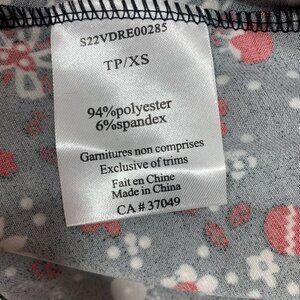 S22VDRE00285
TP/XS
94%polyester
6%spandex
Garnitures non comprises
Exclusive of trims
Fait en Chine
Made in China
CA # 37049